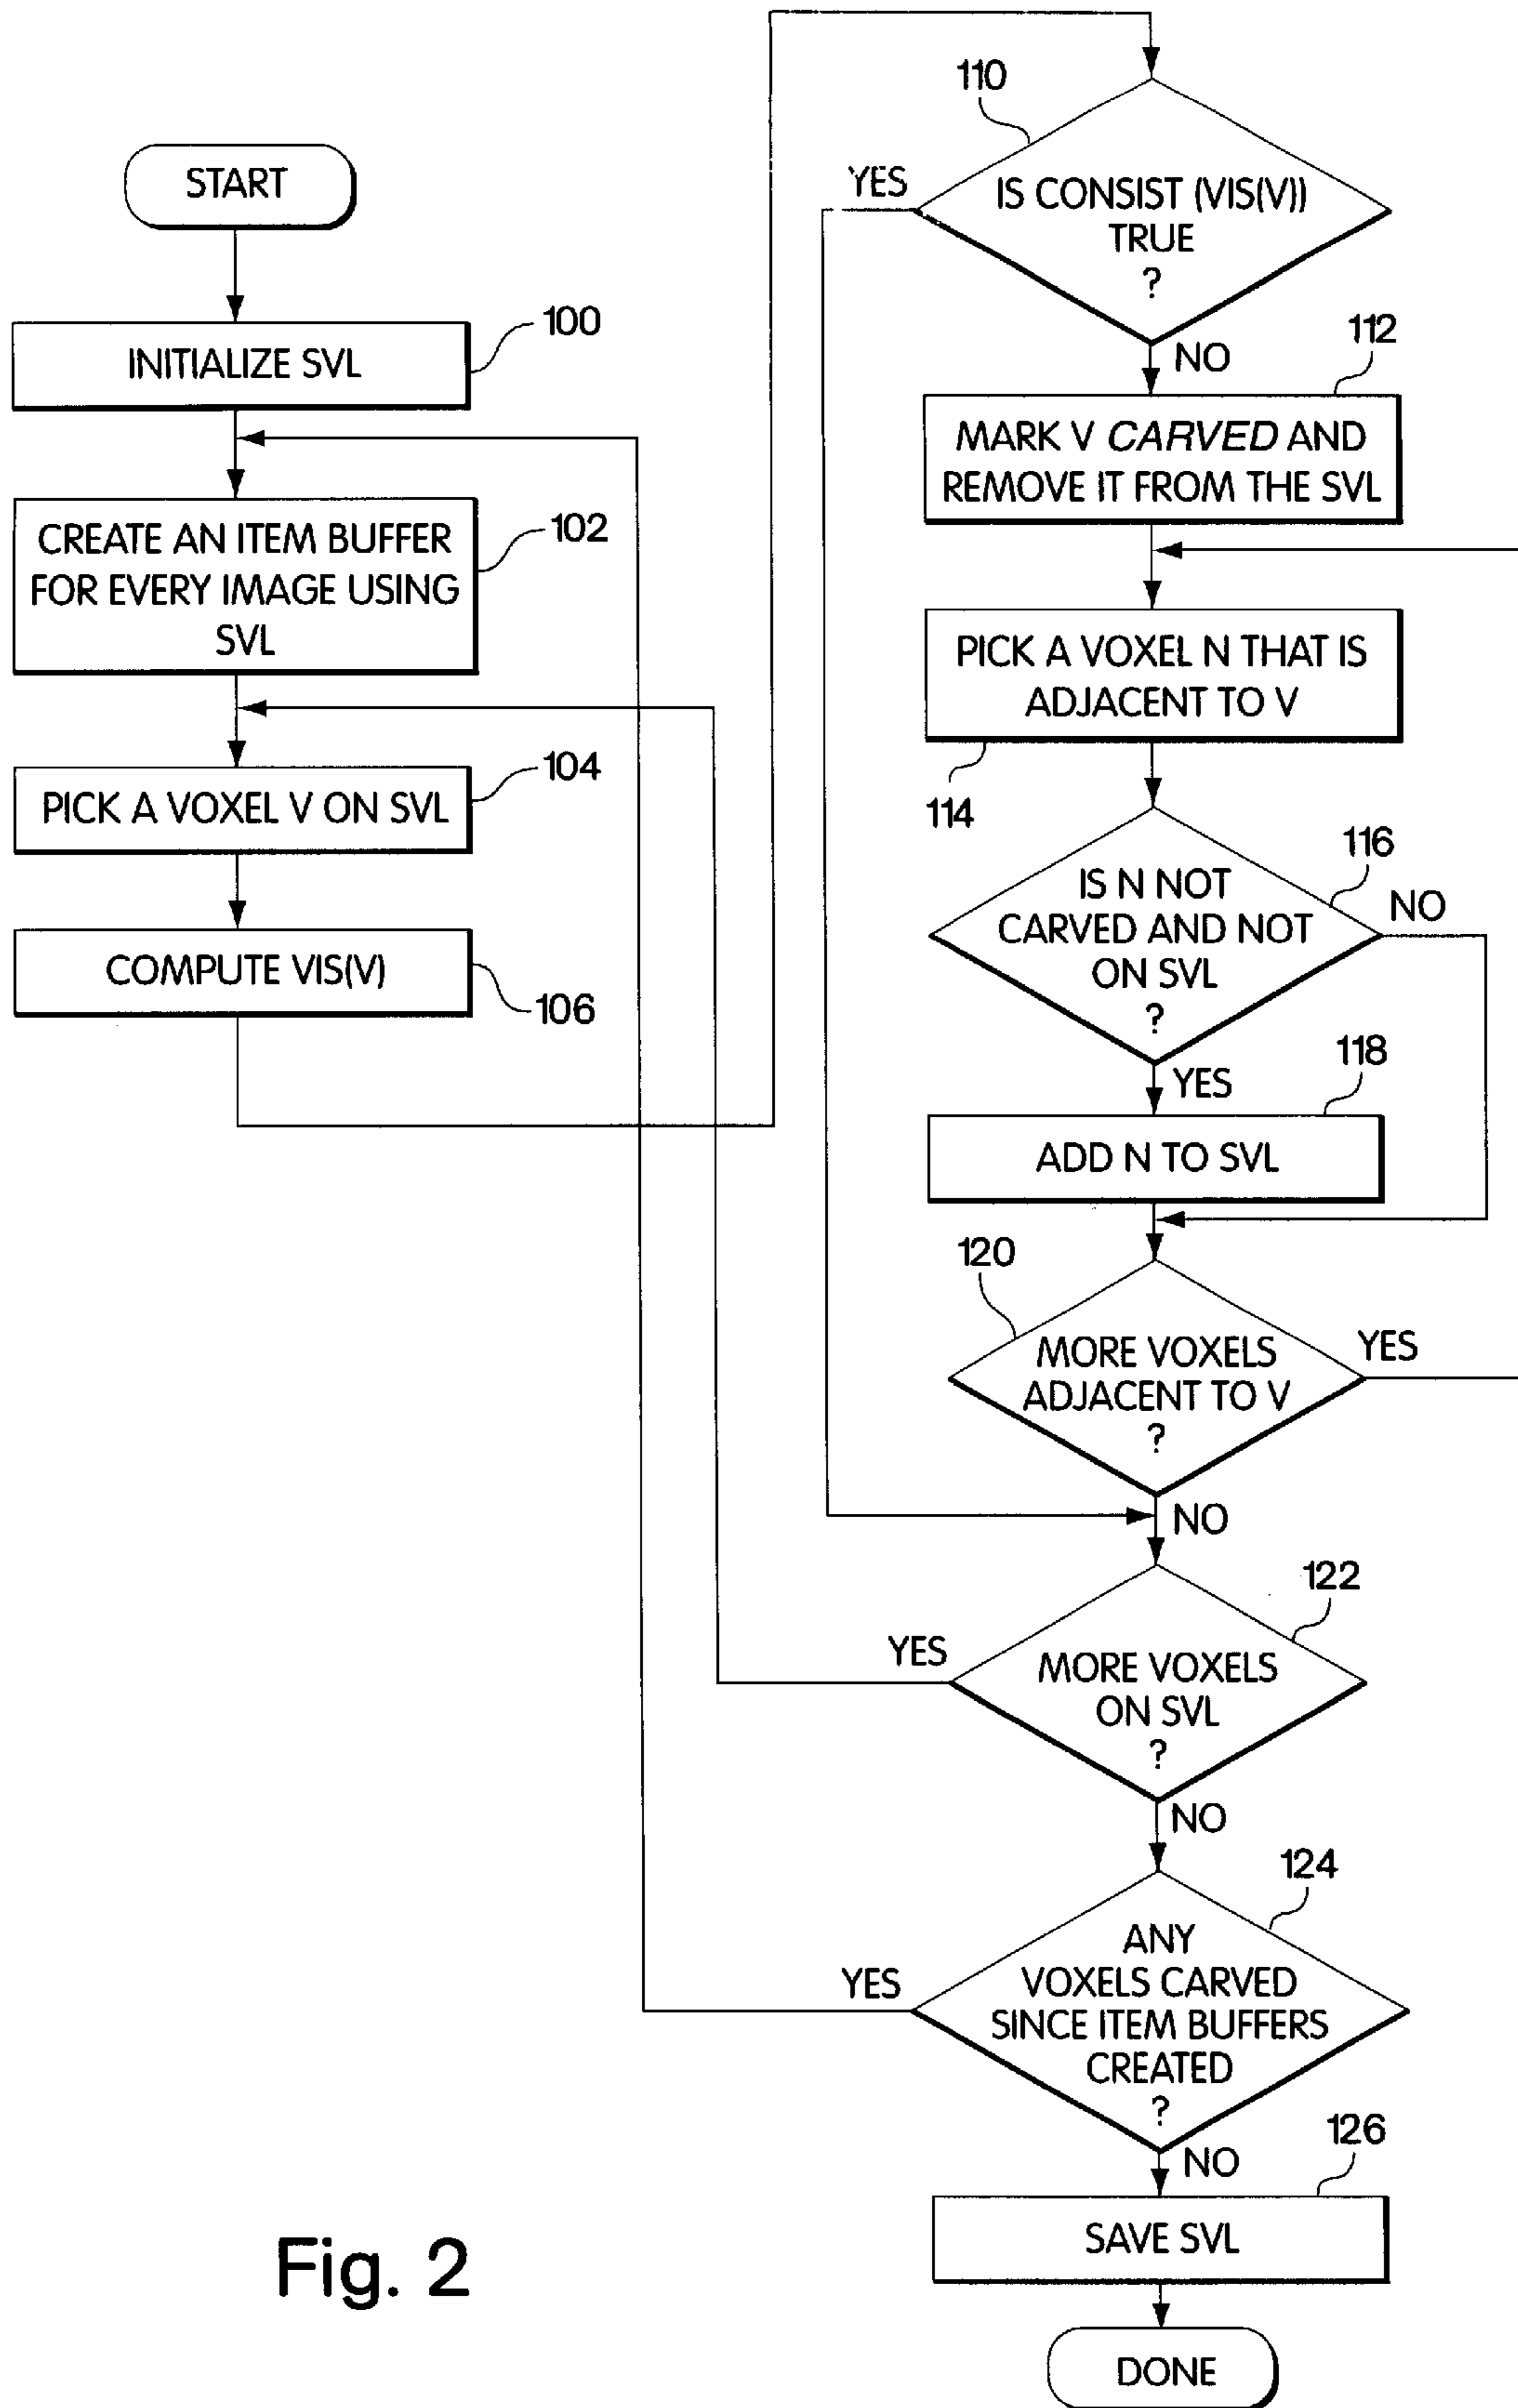 START
INITIALIZE SVL
100
CREATE AN ITEM BUFFER
FOR EVERY IMAGE USING
SVL
102
PICK A VOXEL V ON SVL
104
COMPUTE VIS(V)
106
110
YES
IS CONSIST (VIS(V))
TRUE
?
NO
112
MARK V CARVED AND
REMOVE IT FROM THE SVL
PICK A VOXEL N THAT IS
ADJACENT TO V
114
116
IS N NOT
CARVED AND NOT
ON SVL
?
NO
YES
118
ADD N TO SVL
120
MORE VOXELS
ADJACENT TO V
?
YES
NO
122
YES
MORE VOXELS
ON SVL
?
NO
124
YES
ANY
VOXELS CARVED
SINCE ITEM BUFFERS
CREATED
?
NO
126
SAVE SVL
DONE
Fig. 2